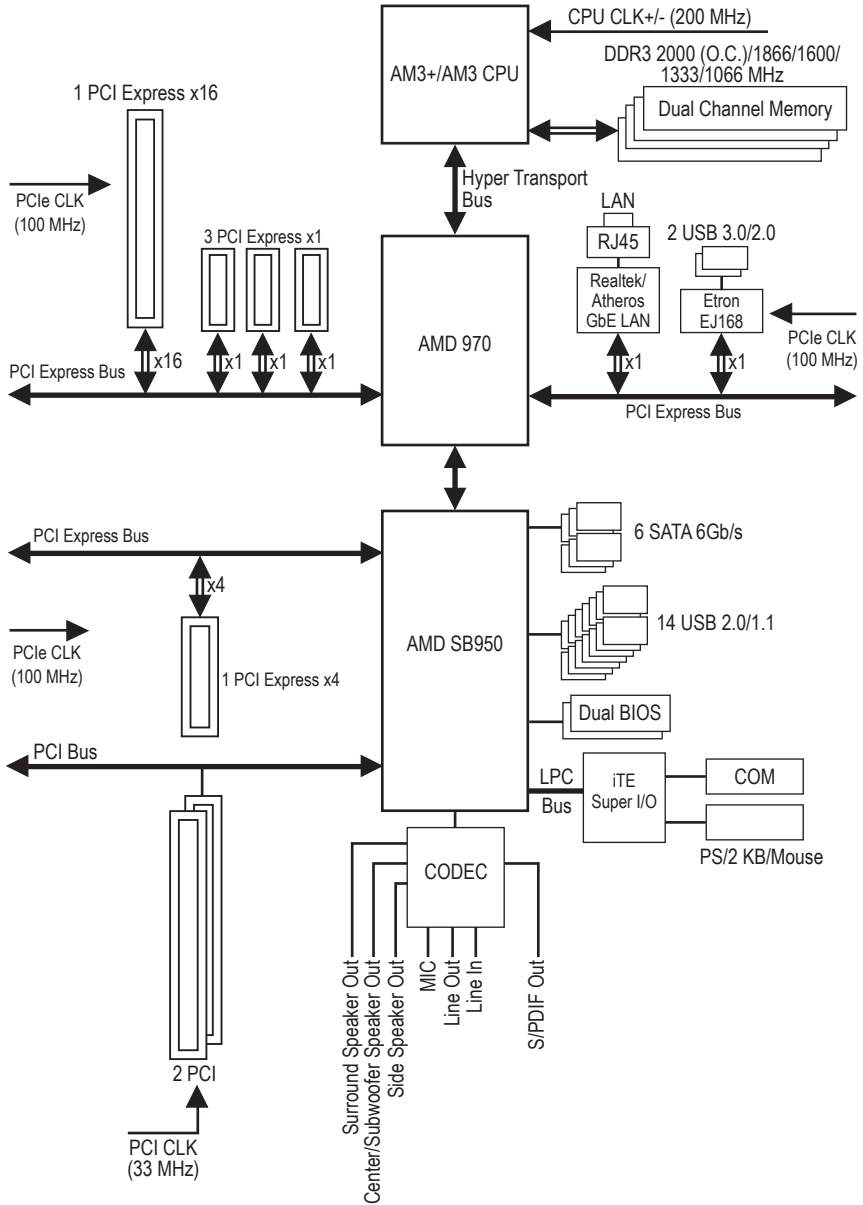 CPU CLK+/- (200 MHz)
AM3+/AM3 CPU
DDR3 2000 (O.C.)/1866/1600/
1333/1066 MHz
Dual Channel Memory
1 PCI Express x16
PCIe CLK
(100 MHz)
Hyper Transport
Bus
3 PCI Express x1
LAN
RJ45
2 USB 3.0/2.0
Realtek/
Atheros
GbE LAN
Etron
EJ168
PCIe CLK
(100 MHz)
AMD 970
x16
x1
x1
x1
x1
x1
PCI Express Bus
PCI Express Bus
PCI Express Bus
6 SATA 6Gb/s
x4
14 USB 2.0/1.1
AMD SB950
PCIe CLK
(100 MHz)
1 PCI Express x4
Dual BIOS
PCI Bus
LPC
Bus
iTE
Super I/O
COM
PS/2 KB/Mouse
CODEC
Surround Speaker Out
Center/Subwoofer Speaker Out
Side Speaker Out
MIC
Line Out
Line In
S/PDIF Out
2 PCI
PCI CLK
(33 MHz)